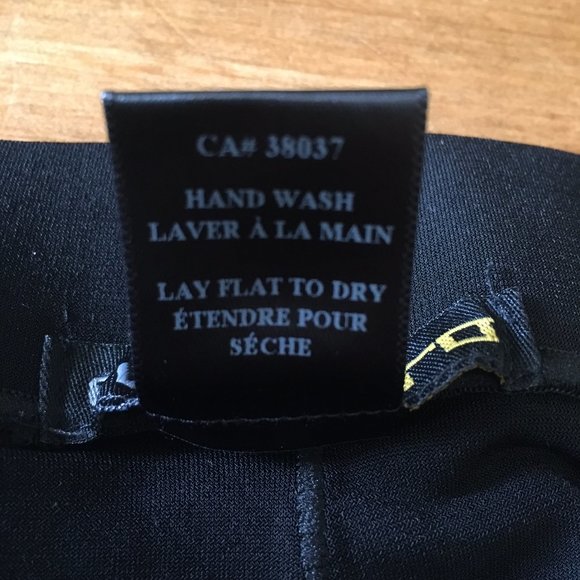 CA# 38037
HAND WASH
LAVER À LA MAIN
LAY FLAT TO DRY
ÉTENDRE POUR
SÉCHE